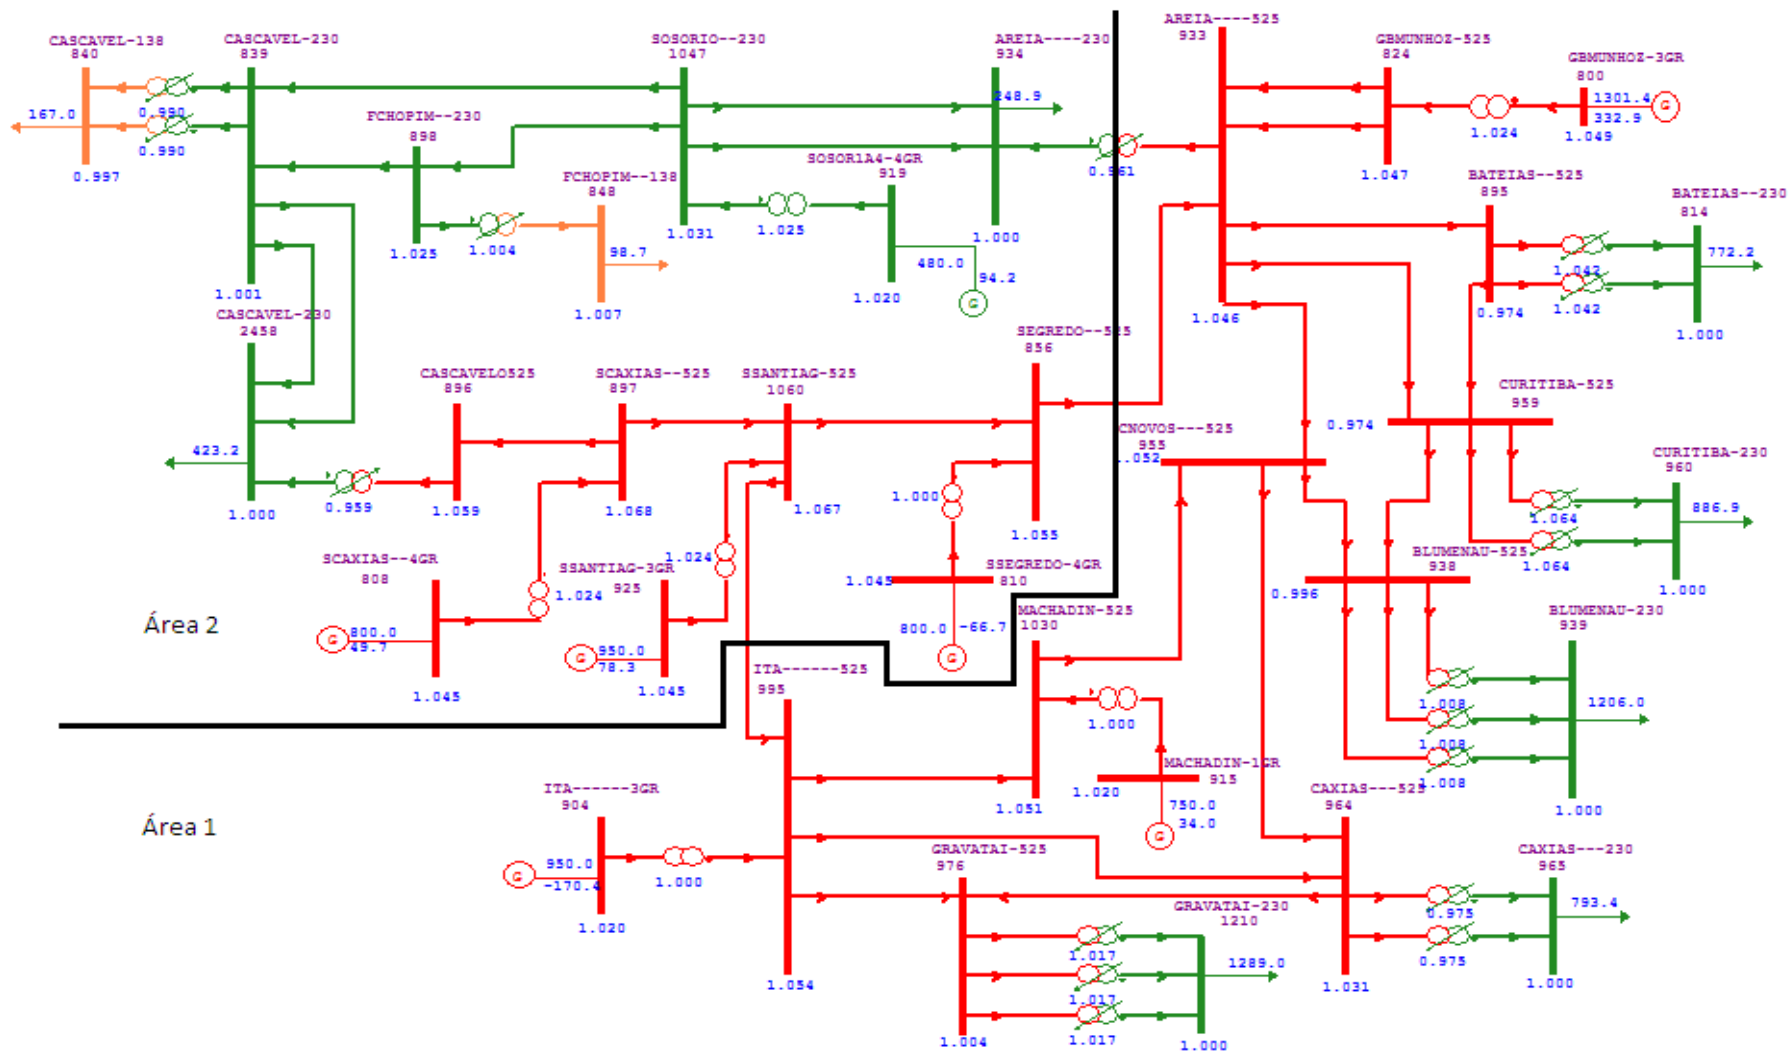 CASCAVEL-138
840
167.0
0.990
0.990
0.997
CASCAVEL-230
839
1.001
FCHOPIM--230
898
1.025
1.004
FCHOPIM--138
848
98.7
1.007
SOSORIO--230
1047
1.031
1.025
SOSOR1A4-4GR
919
480.0
94.2
1.020
AREIA----230
934
248.9
1.000
0.961
AREIA----525
933
1.046
GBMUNHOZ-525
824
1.047
1.024
GBMUNHOZ-3GR
800
1301.4
332.9
1.049
BATEIAS--525
895
0.974
1.042
1.042
BATEIAS--230
814
772.2
1.000
CASCAVEL-230
2458
423.2
1.000
0.959
CASCAVELO525
896
1.059
SCAXIAS--525
897
1.068
SSANTIAG-525
1060
1.067
SEGREDO--525
856
1.055
1.000
SSEGREDO-4GR
810
1.045
800.0
-66.7
SCAXIAS--4GR
808
1.024
800.0
49.7
1.045
SSANTIAG-3GR
925
1.024
950.0
78.3
1.045
CURITIBA-525
959
0.974
1.064
1.064
CURITIBA-230
960
886.9
1.000
CNOVOS---525
955
1.052
BLUMENAU-525
938
0.996
1.008
1.008
1.008
BLUMENAU-230
939
1206.0
1.000
Área 2
Área 1
MACHADIN-525
1030
1.051
1.000
MACHADIN-1GR
915
1.020
750.0
34.0
ITA------525
995
1.054
ITA------3GR
904
950.0
-170.4
1.000
1.020
GRAVATAI-525
976
1.004
1.017
1.017
1.017
GRAVATAI-230
1210
1289.0
1.000
CAXIAS---525
964
1.031
0.975
0.975
CAXIAS---230
965
793.4
1.000
G
G
G
G
G
G
G